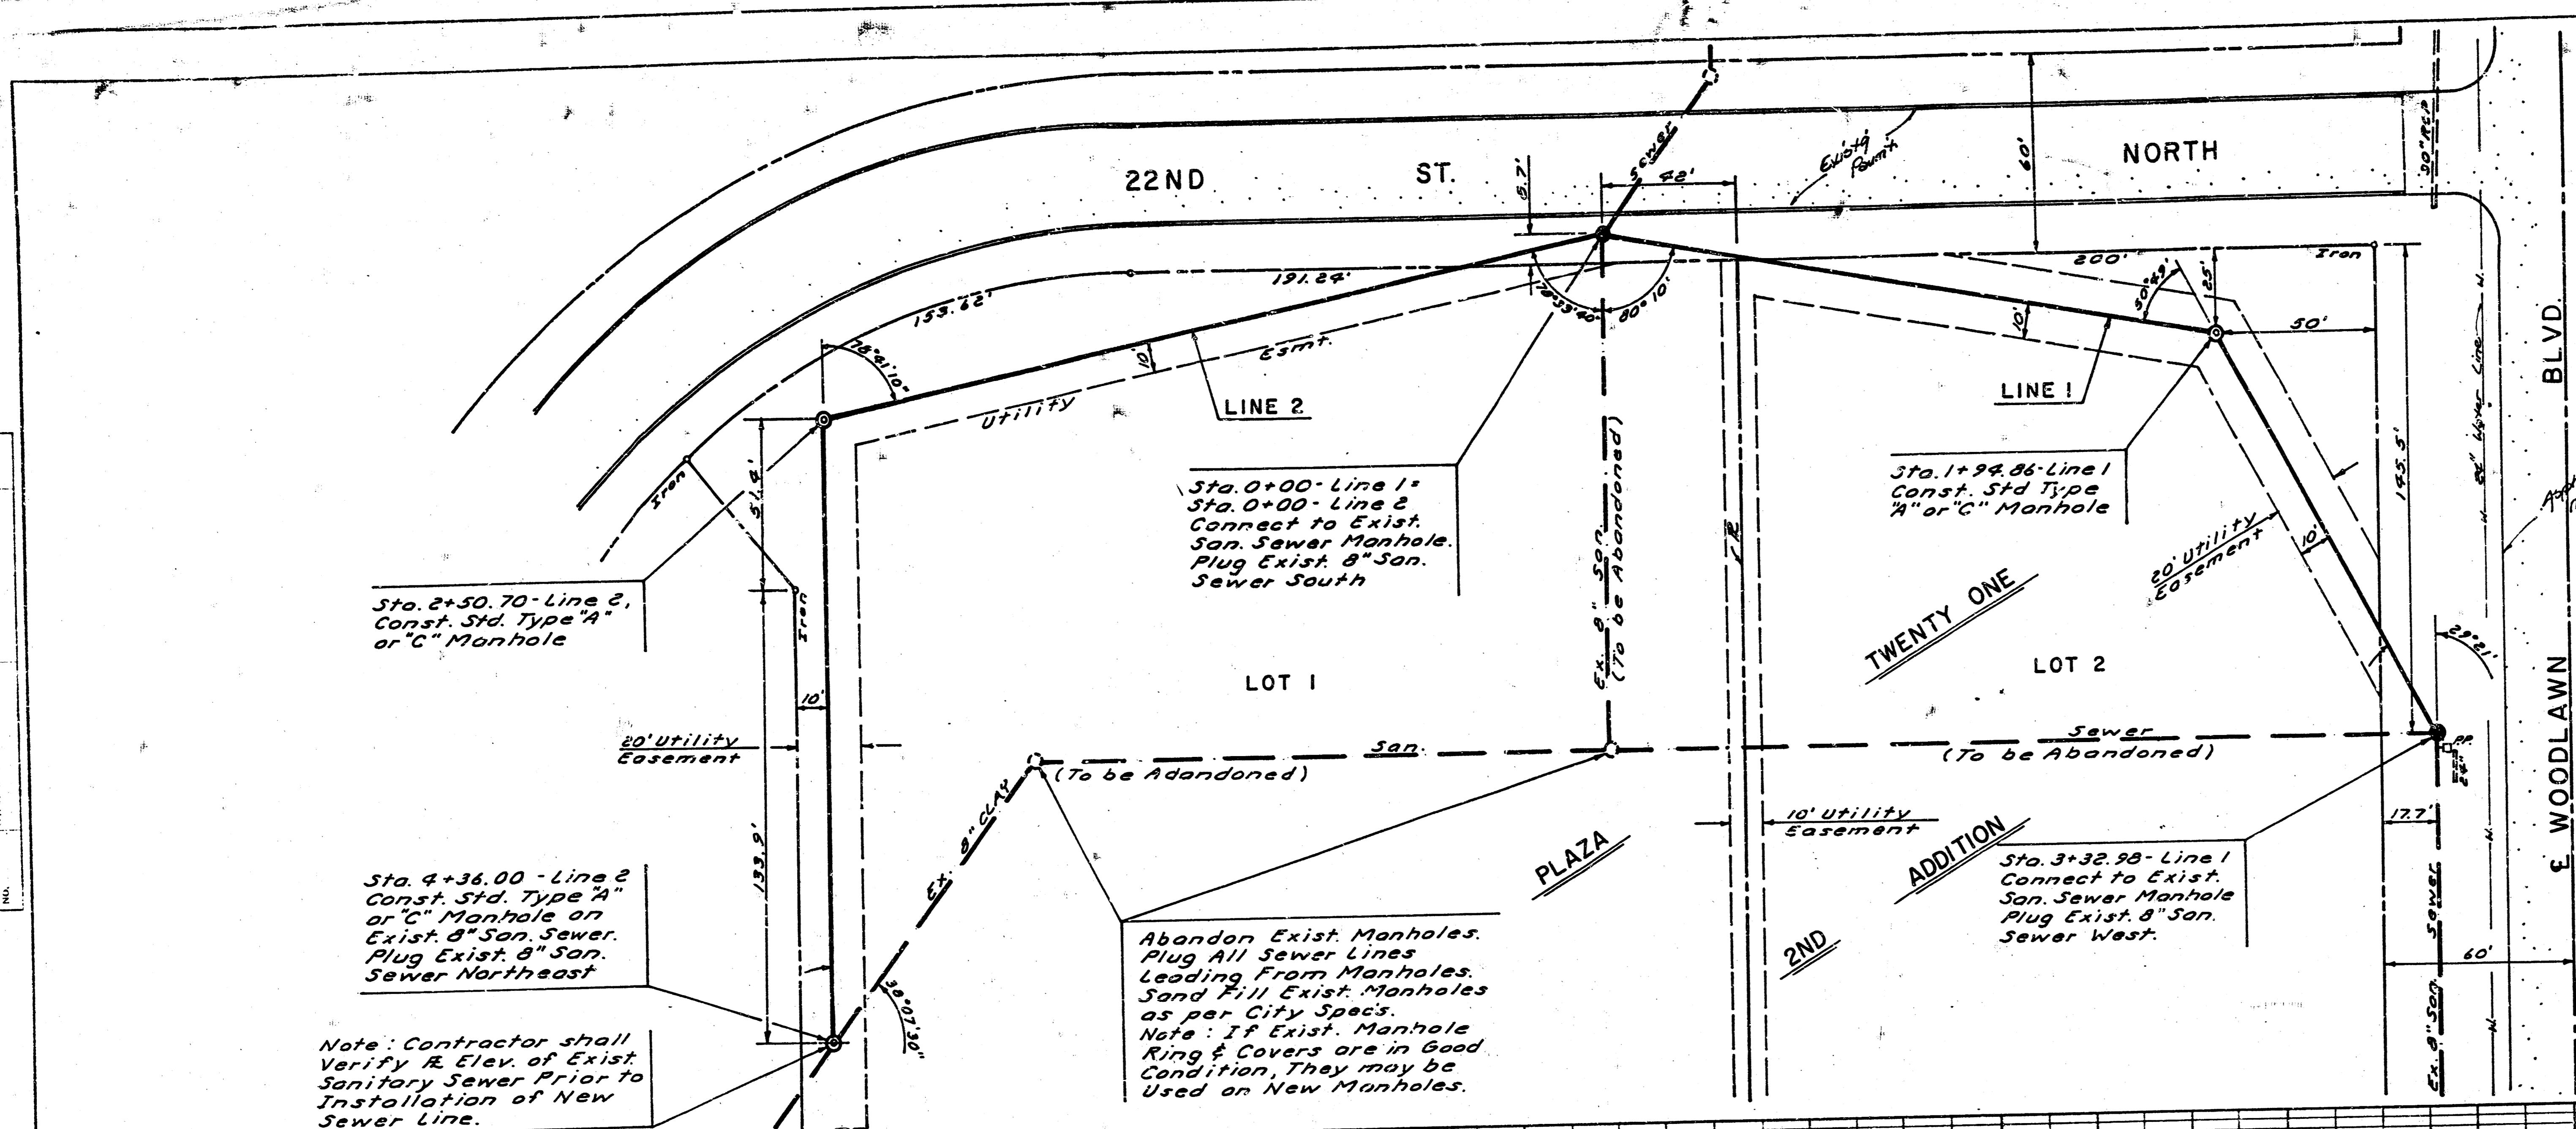 22ND ST. NORTH
Sewer
42'
5.7'
60'
30" RCP
Exist'g
Pavm't
200'
Iron
191.24'
153.62'
78°41'10"
80°10'
50°49'
25'
50'
10'
10'
Esmt.
Utility
LINE 2
LINE 1
BLVD.
Water Line
W.
Iron
51.4'
Iron
145.5'
Sta. 0+00 - Line 1 =
Sta. 0+00 - Line 2
Connect to Exist.
San. Sewer Manhole.
Plug Exist. 8" San.
Sewer South
Ex. 8" San.
(To be Abandoned)
Sta. 1+94.86 - Line 1
Const. Std Type
"A" or "C" Manhole
20' Utility
Easement
10'
Sta. 2+50.70 - Line 2,
Const. Std. Type "A"
or "C" Manhole
TWENTY ONE
29°21'
LOT 1
LOT 2
10'
20' Utility
Easement
San.
(To be Adandoned)
Sewer
(To be Abandoned)
P.P.
24"
WOODLAWN
Ex. 8" CLAY
133.9'
10' Utility
Easement
17.7'
PLAZA
ADDITION
2ND
Sta. 3+32.98 - Line 1
Connect to Exist.
San. Sewer Manhole
Plug Exist. 8" San.
Sewer West.
Sta. 4+36.00 - Line 2
Const. Std. Type "A"
or "C" Manhole on
Exist. 8" San. Sewer.
Plug Exist. 8" San.
Sewer Northeast
Abandon Exist. Manholes.
Plug All Sewer Lines
Leading From Manholes.
Sand Fill Exist. Manholes
as per City Spec's.
Note : If Exist. Manhole
Ring & Covers are in Good
Condition, They may be
Used on New Manholes.
38°07'30"
60'
Ex. 8" San. Sewer
Note : Contractor shall
Verify ℄ Elev. of Exist.
Sanitary Sewer Prior to
Installation of New
Sewer Line.
NO.